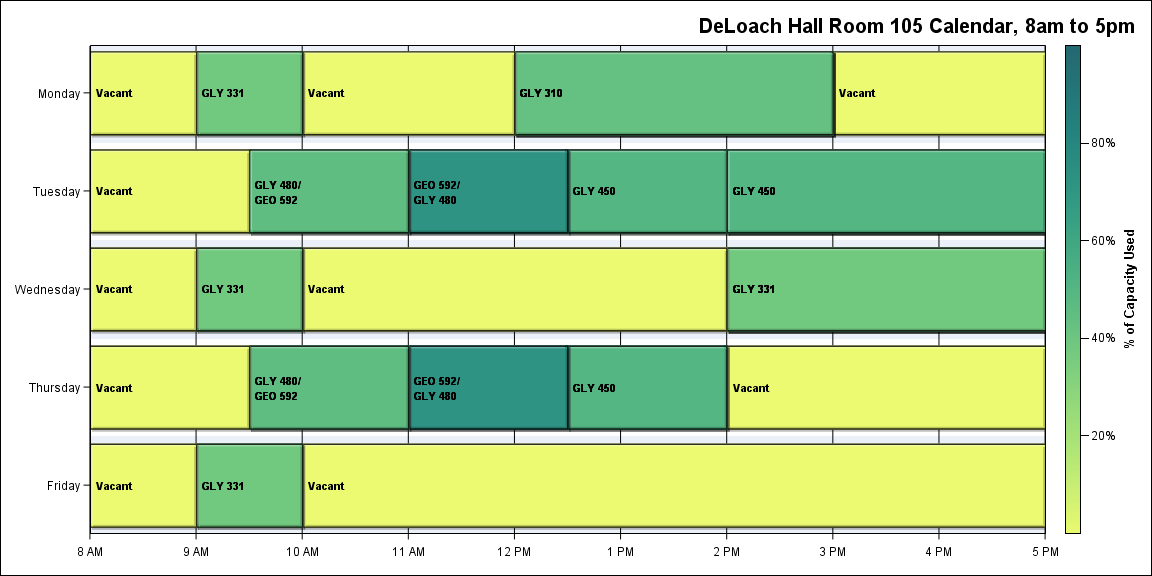 DeLoach Hall Room 105 Calendar, 8am to 5pm
Monday
Vacant
GLY 331
Vacant
GLY 310
Vacant
Tuesday
Vacant
GLY 480/
GEO 592
GEO 592/
GLY 480
GLY 450
GLY 450
Wednesday
Vacant
GLY 331
Vacant
GLY 331
Thursday
Vacant
GLY 480/
GEO 592
GEO 592/
GLY 480
GLY 450
Vacant
Friday
Vacant
GLY 331
Vacant
8 AM
9 AM
10 AM
11 AM
12 PM
1 PM
2 PM
3 PM
4 PM
5 PM
80%
60%
40%
20%
% of Capacity Used